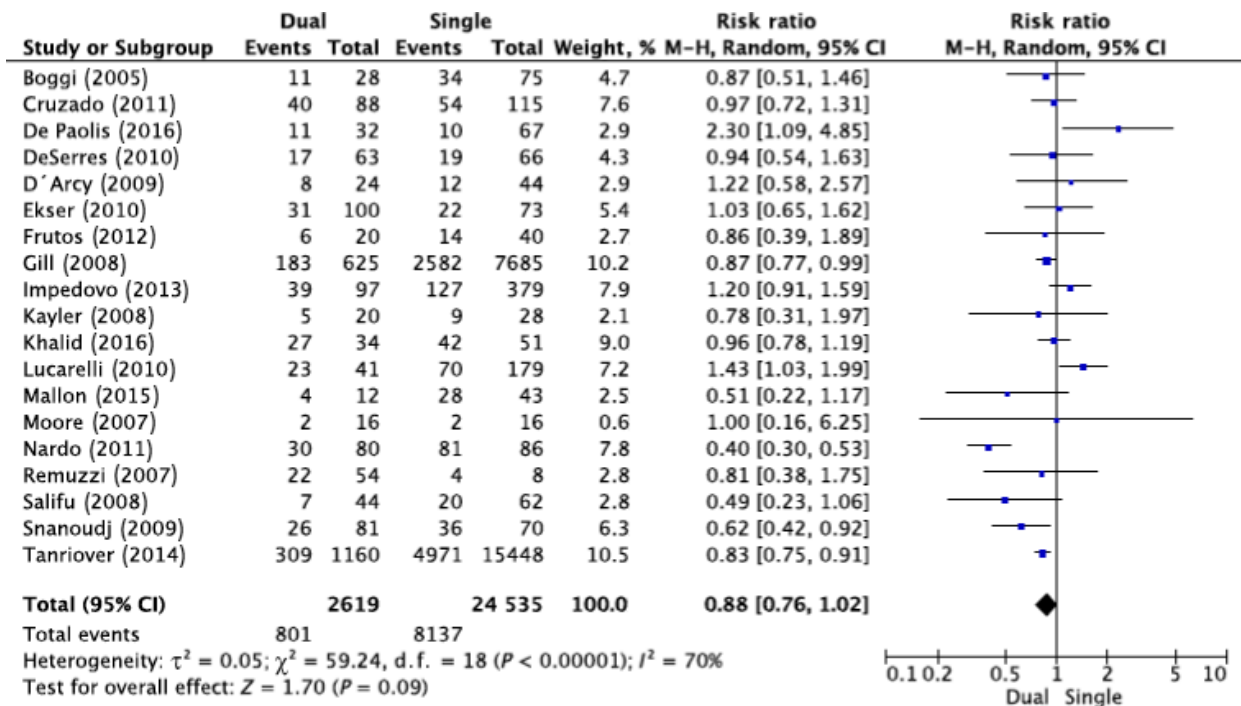 Dual Single Risk ratio Risk ratio
Study or Subgroup Events Total Events Total Weight, % M–H, Random, 95% CI M–H, Random, 95% CI
Boggi (2005) 11 28 34 75 4.7 0.87 [0.51, 1.46]
Cruzado (2011) 40 88 54 115 7.6 0.97 [0.72, 1.31]
De Paolis (2016) 11 32 10 67 2.9 2.30 [1.09, 4.85]
DeSerres (2010) 17 63 19 66 4.3 0.94 [0.54, 1.63]
D´Arcy (2009) 8 24 12 44 2.9 1.22 [0.58, 2.57]
Ekser (2010) 31 100 22 73 5.4 1.03 [0.65, 1.62]
Frutos (2012) 6 20 14 40 2.7 0.86 [0.39, 1.89]
Gill (2008) 183 625 2582 7685 10.2 0.87 [0.77, 0.99]
Impedovo (2013) 39 97 127 379 7.9 1.20 [0.91, 1.59]
Kayler (2008) 5 20 9 28 2.1 0.78 [0.31, 1.97]
Khalid (2016) 27 34 42 51 9.0 0.96 [0.78, 1.19]
Lucarelli (2010) 23 41 70 179 7.2 1.43 [1.03, 1.99]
Mallon (2015) 4 12 28 43 2.5 0.51 [0.22, 1.17]
Moore (2007) 2 16 2 16 0.6 1.00 [0.16, 6.25]
Nardo (2011) 30 80 81 86 7.8 0.40 [0.30, 0.53]
Remuzzi (2007) 22 54 4 8 2.8 0.81 [0.38, 1.75]
Salifu (2008) 7 44 20 62 2.8 0.49 [0.23, 1.06]
Snanoudj (2009) 26 81 36 70 6.3 0.62 [0.42, 0.92]
Tanriover (2014) 309 1160 4971 15448 10.5 0.83 [0.75, 0.91]
Total (95% CI) 2619 24 535 100.0 0.88 [0.76, 1.02]
Total events 801 8137
Heterogeneity: τ² = 0.05; χ² = 59.24, d.f. = 18 (P < 0.00001); I² = 70%
Test for overall effect: Z = 1.70 (P = 0.09)
0.1 0.2 0.5 1 2 5 10
Dual Single